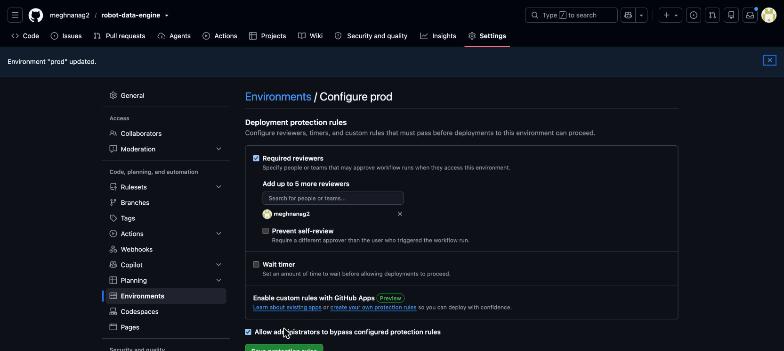 meghnanag2 / robot-data-engine
Type / to search
Code Issues Pull requests Agents Actions Projects Wiki Security and quality Insights Settings
Environment "prod" updated.
General
Access
Collaborators
Moderation
Code, planning, and automation
Rulesets
Branches
Tags
Actions
Webhooks
Copilot
Planning
Environments
Codespaces
Pages
Security and quality
Environments / Configure prod
Deployment protection rules
Configure reviewers, timers, and custom rules that must pass before deployments to this environment can proceed.
Required reviewers
Specify people or teams that may approve workflow runs when they access this environment.
Add up to 5 more reviewers
Search for people or teams...
meghnanag2
Prevent self-review
Require a different approver than the user who triggered the workflow run.
Wait timer
Set an amount of time to wait before allowing deployments to proceed.
Enable custom rules with GitHub Apps Preview
Learn about existing apps or create your own protection rules so you can deploy with confidence.
Allow administrators to bypass configured protection rules
Save protection rules